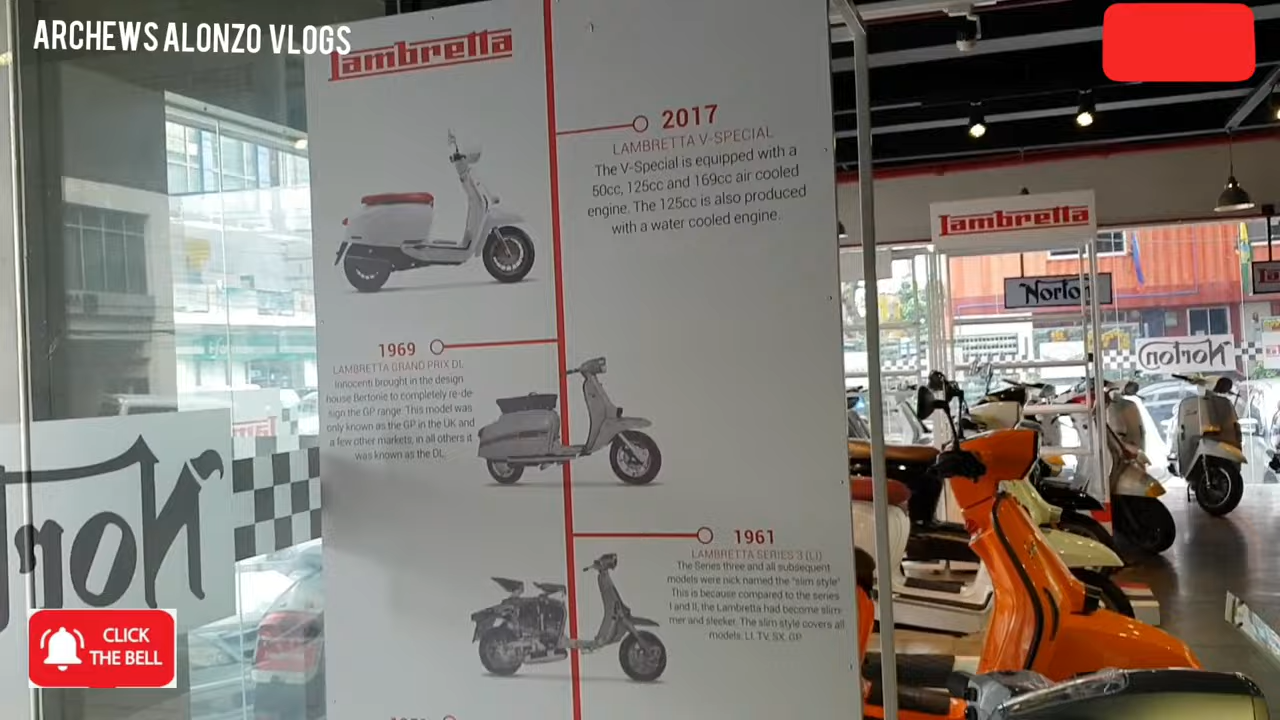 ARCHEWS ALONZO VLOGS
Lambretta
2017
LAMBRETTA V-SPECIAL
The V-Special is equipped with a
50cc, 125cc and 169cc air cooled
engine. The 125cc is also produced
with a water cooled engine.
1969
LAMBRETTA GRAND PRIX DL
Innocenti brought in the design
house Bertonie to completely re-de
sign the GP range. This model was
only known as the GP in the UK and
a few other markets, in all others it
was known as the DL.
1961
LAMBRETTA SERIES 3 (LI)
The Series three and all subsequent
models were nick named the "slim style"
This is because compared to the series
I and II, the Lambretta had become slim-
mer and sleeker. The slim style covers all
models. LI, TV, SX, GP
Lambretta
Norton
Norton
Norton
CLICK
THE BELL